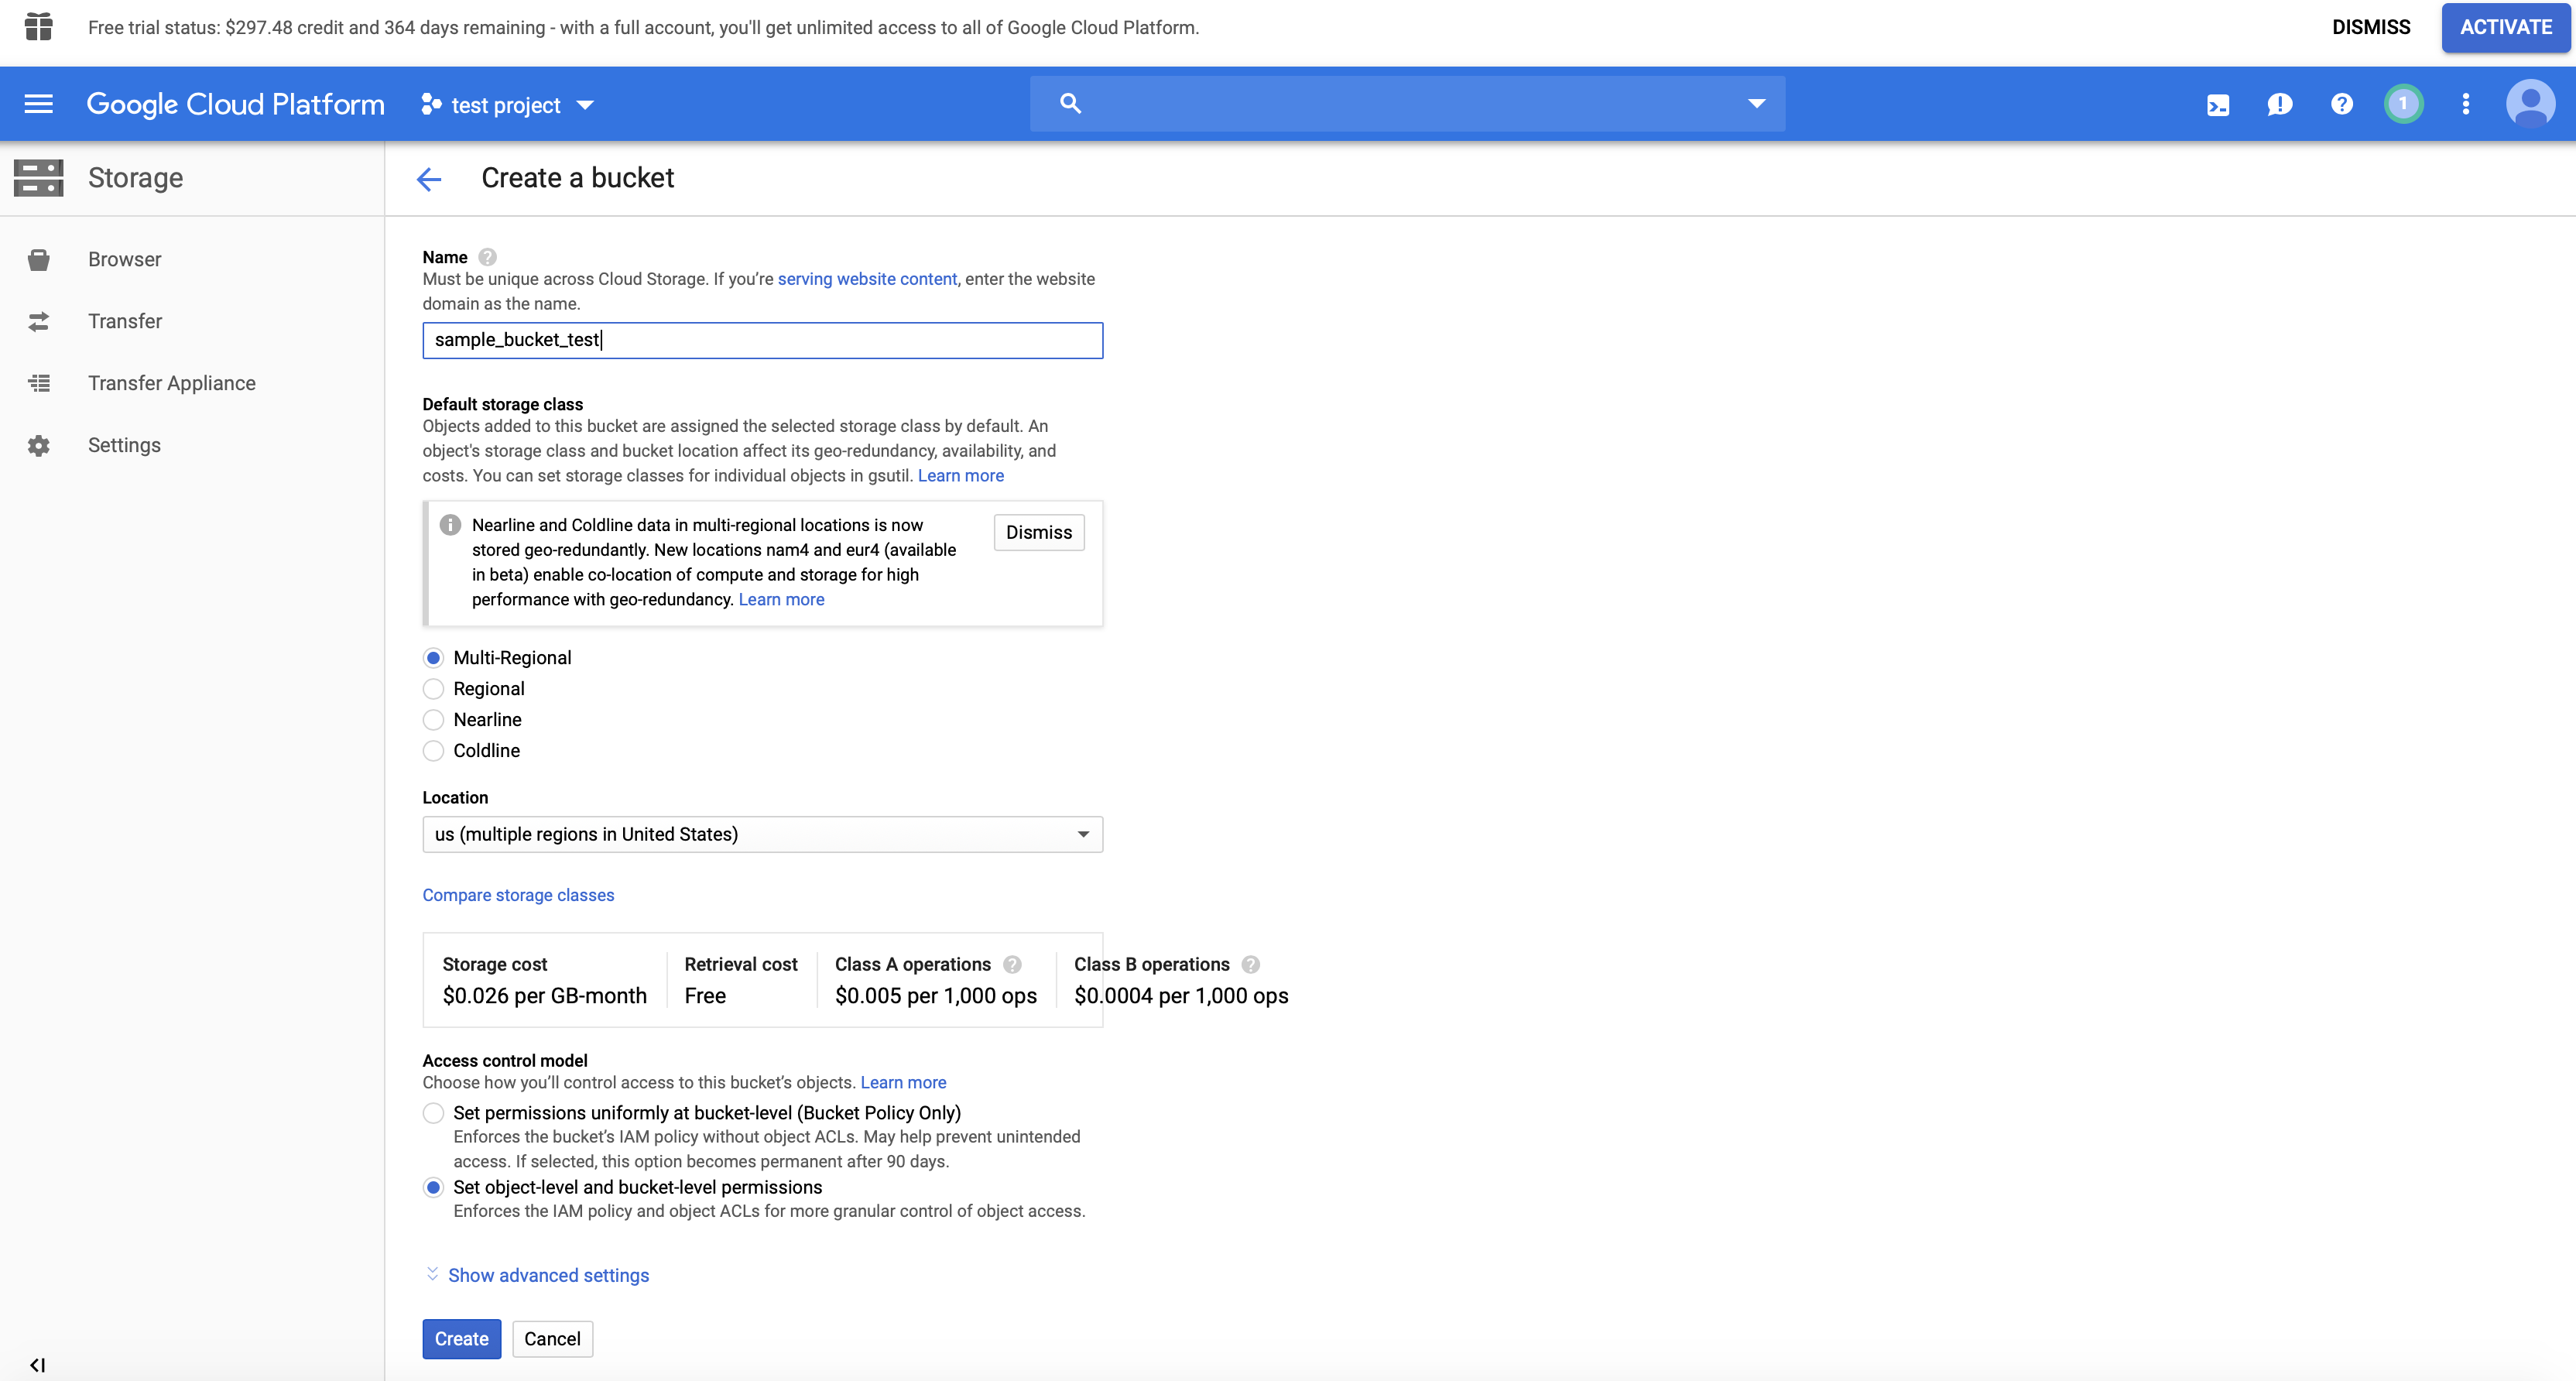 Free trial status: $297.48 credit and 364 days remaining - with a full account, you'll get unlimited access to all of Google Cloud Platform.
DISMISS
ACTIVATE
Google Cloud Platform
test project
1
Storage
Create a bucket
Browser
Transfer
Transfer Appliance
Settings
Name
Must be unique across Cloud Storage. If you’re serving website content, enter the website
domain as the name.
sample_bucket_test
Default storage class
Objects added to this bucket are assigned the selected storage class by default. An
object's storage class and bucket location affect its geo-redundancy, availability, and
costs. You can set storage classes for individual objects in gsutil. Learn more
Nearline and Coldline data in multi-regional locations is now
stored geo-redundantly. New locations nam4 and eur4 (available
in beta) enable co-location of compute and storage for high
performance with geo-redundancy. Learn more
Dismiss
Multi-Regional
Regional
Nearline
Coldline
Location
us (multiple regions in United States)
Compare storage classes
Storage cost
$0.026 per GB-month
Retrieval cost
Free
Class A operations
$0.005 per 1,000 ops
Class B operations
$0.0004 per 1,000 ops
Access control model
Choose how you’ll control access to this bucket’s objects. Learn more
Set permissions uniformly at bucket-level (Bucket Policy Only)
Enforces the bucket’s IAM policy without object ACLs. May help prevent unintended
access. If selected, this option becomes permanent after 90 days.
Set object-level and bucket-level permissions
Enforces the IAM policy and object ACLs for more granular control of object access.
Show advanced settings
Create
Cancel